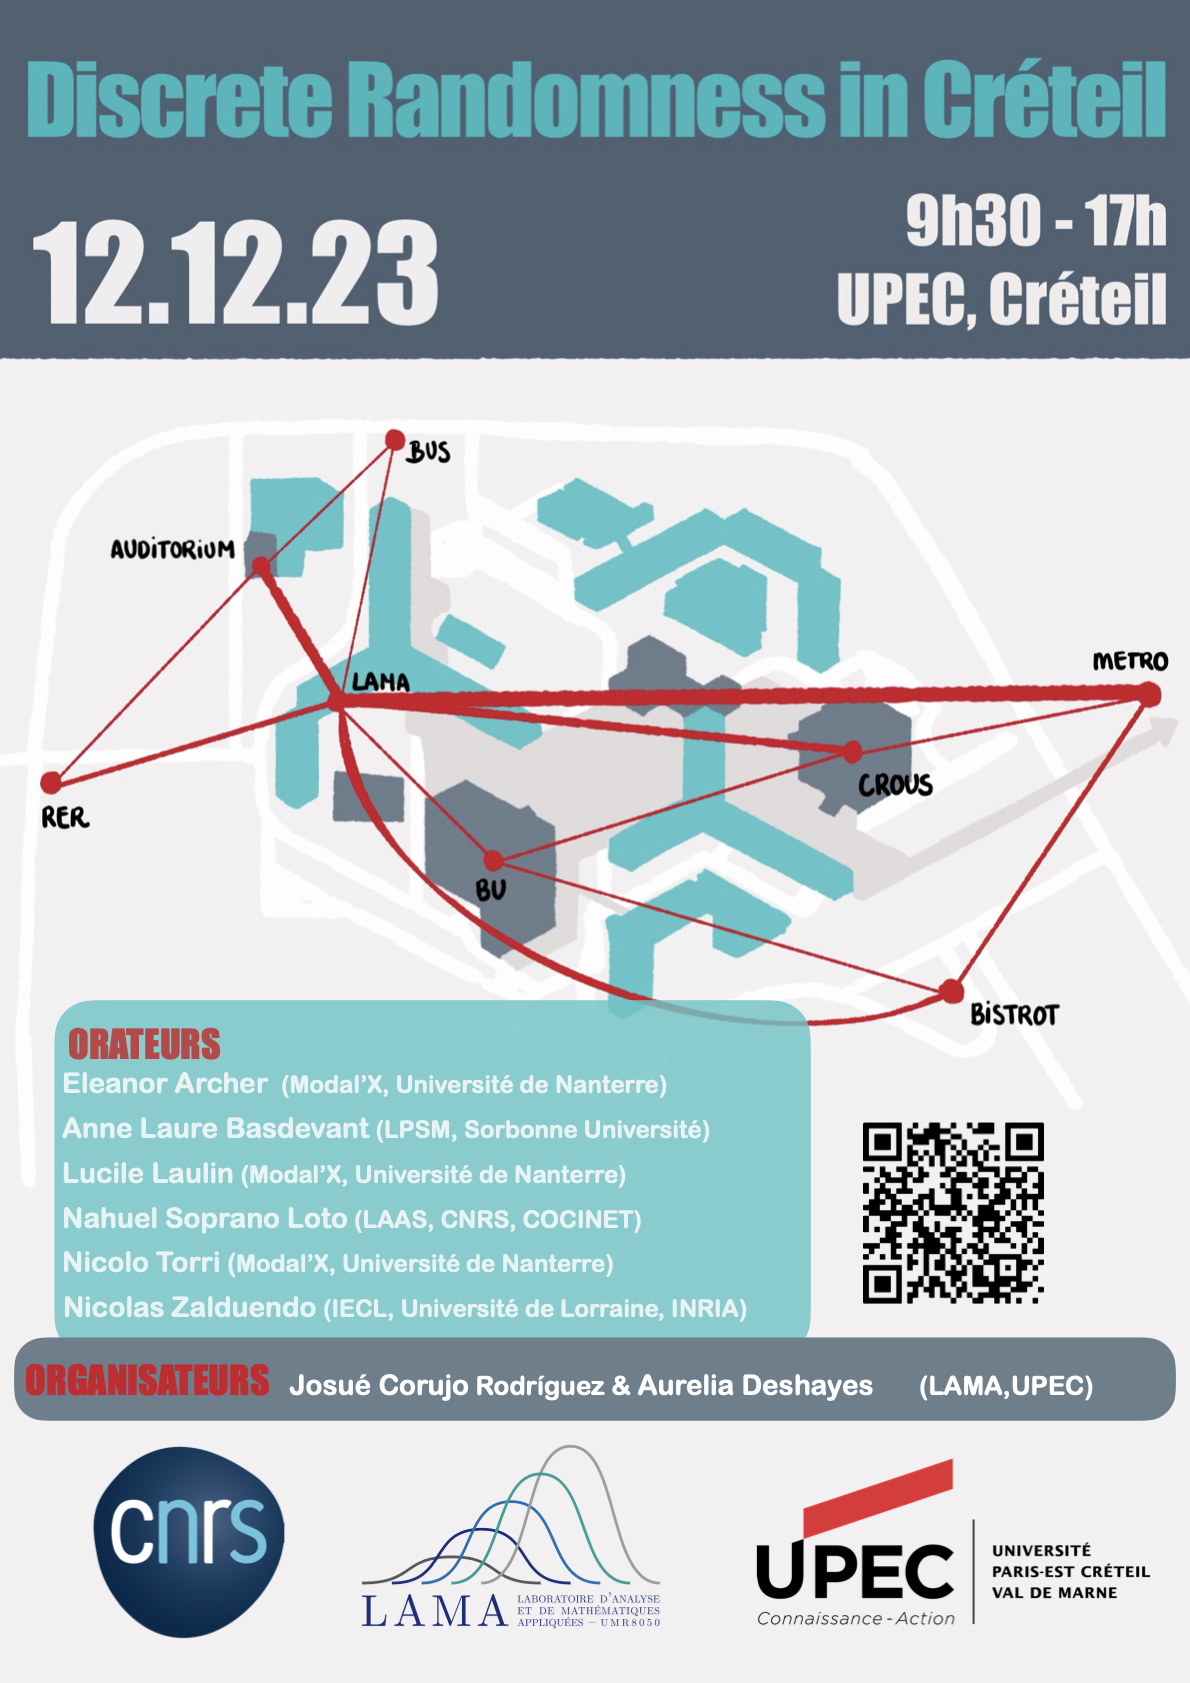 Discrete Randomness in Créteil
12.12.23
9h30 - 17h
UPEC, Créteil
BUS
AUDITORIUM
LAMA
METRO
RER
CROUS
BU
BISTROT
ORATEURS
Eleanor Archer (Modal'X, Université de Nanterre)
Anne Laure Basdevant (LPSM, Sorbonne Université)
Lucile Laulin (Modal'X, Université de Nanterre)
Nahuel Soprano Loto (LAAS, CNRS, COCINET)
Nicolo Torri (Modal'X, Université de Nanterre)
Nicolas Zalduendo (IECL, Université de Lorraine, INRIA)
ORGANISATEURS Josué Corujo Rodríguez & Aurelia Deshayes (LAMA,UPEC)
cnrs
LAMA
LABORATOIRE D'ANALYSE
ET DE MATHÉMATIQUES
APPLIQUÉES – UMR8050
UPEC
Connaissance - Action
UNIVERSITÉ
PARIS-EST CRÉTEIL
VAL DE MARNE